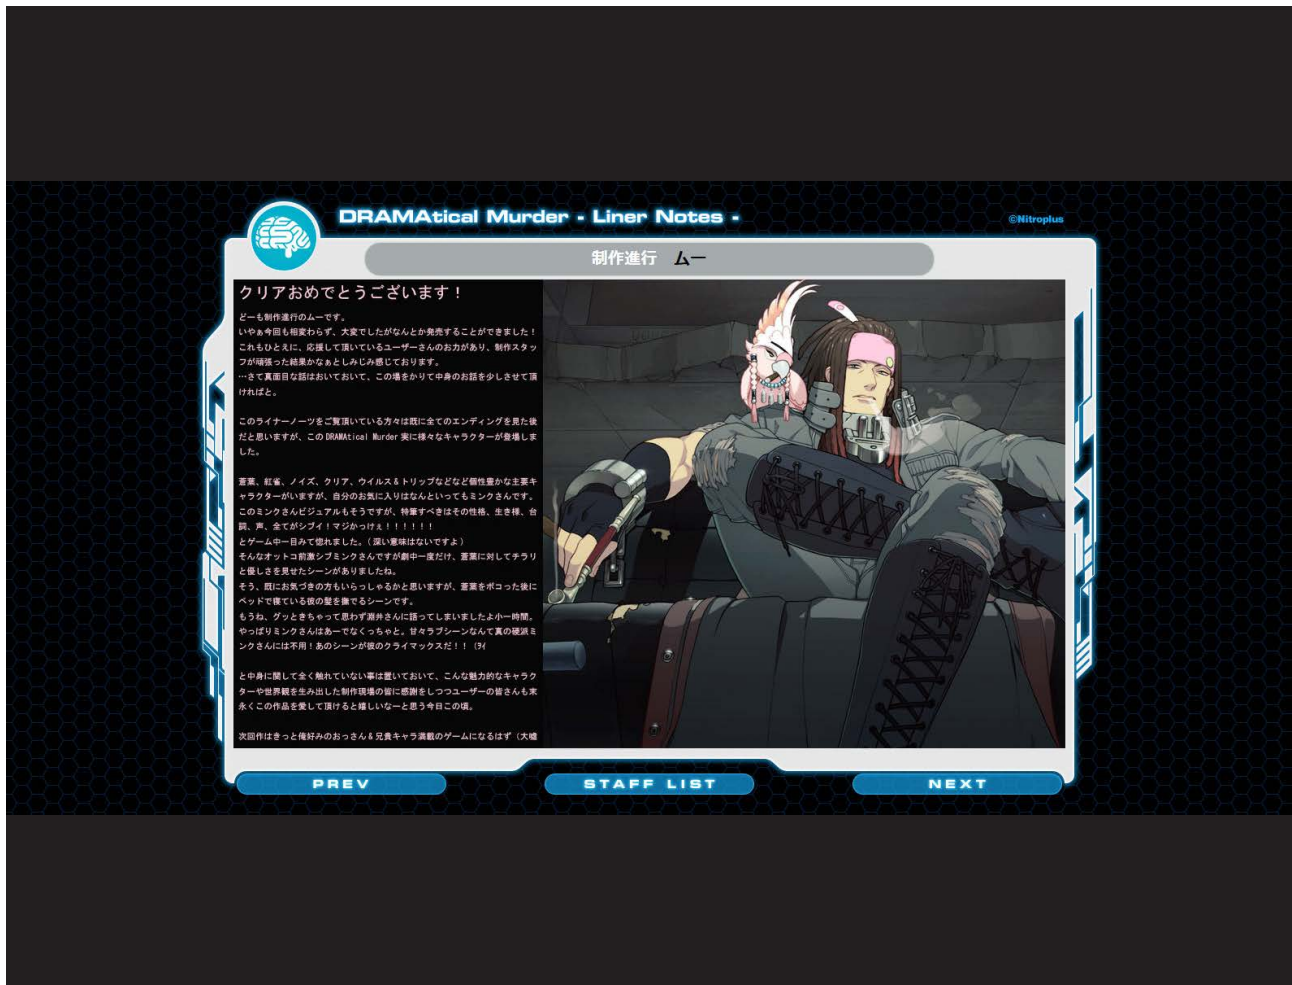 DRAMAtical Murder - Liner Notes -
©Nitroplus
制作進行 ムー
クリアおめでとうございます！
どーも制作進行のムーです。
いやぁ今回も相変わらず、大変でしたがなんとか発売することができました！
これもひとえに、応援して頂いているユーザーさんのお力があり、制作スタッ
フが頑張った結果かなぁとしみじみ感じております。
…さて真面目な話はおいておいて、この場をかりて中身のお話を少しさせて頂
ければと。
このライナーノーツをご覧頂いている方々は既に全てのエンディングを見た後
だと思いますが、このDRAMAtical Murder実に様々なキャラクターが登場しま
した。
蒼葉、紅雀、ノイズ、クリア、ウイルス＆トリップなどなど個性豊かな主要キ
ャラクターがいますが、自分のお気に入りはなんといってもミンクさんです。
このミンクさんビジュアルもそうですが、特筆すべきはその性格、生き様、台
詞、声、全てがシブイ！マジかっけぇ！！！！！！
とゲーム中一目みて惚れました。（深い意味はないですよ）
そんなオットコ前激シブミンクさんですが劇中一度だけ、蒼葉に対してチラリ
と優しさを見せたシーンがありましたね。
そう、既にお気づきの方もいらっしゃるかと思いますが、蒼葉をボコった後に
ベッドで寝ている彼の髪を撫でるシーンです。
もうね、グッときちゃって思わず淵井さんに語ってしまいましたよ小一時間。
やっぱりミンクさんはあーでなくっちゃと。甘々ラブシーンなんて真の硬派ミ
ンクさんには不用！あのシーンが彼のクライマックスだ！！（ｦｲ
と中身に関して全く触れていない事は置いておいて、こんな魅力的なキャラク
ターや世界観を生み出した制作現場の皆に感謝をしつつユーザーの皆さんも末
永くこの作品を愛して頂けると嬉しいなーと思う今日この頃。
次回作はきっと俺好みのおっさん＆兄貴キャラ満載のゲームになるはず（大嘘
PREV
STAFF LIST
NEXT